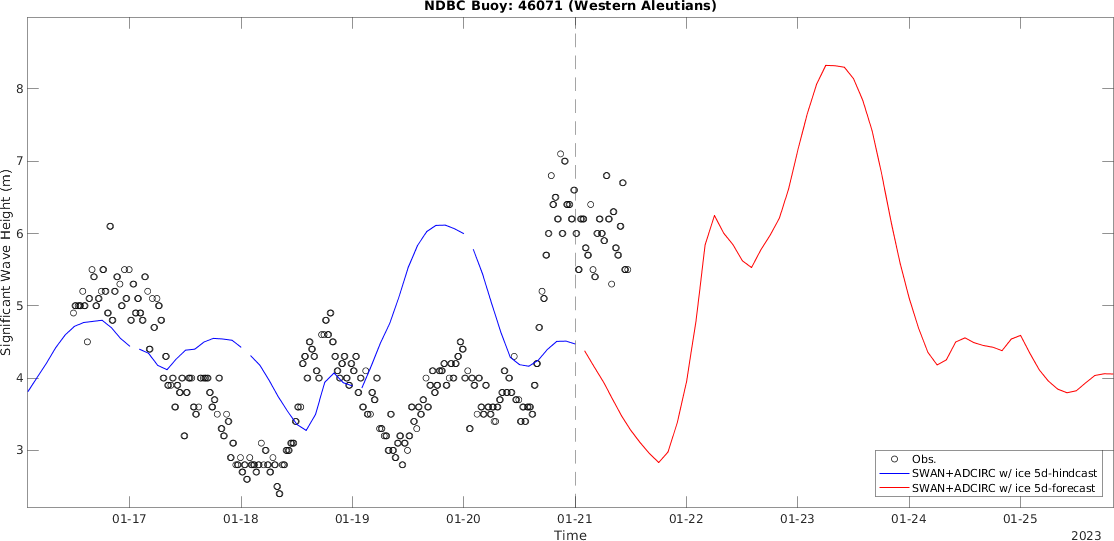 NDBC Buoy: 46071 (Western Aleutians)
Significant Wave Height (m)
8
7
6
5
4
3
Obs.
SWAN+ADCIRC w/ ice 5d-hindcast
SWAN+ADCIRC w/ ice 5d-forecast
01-17 01-18 01-19 01-20 01-21 01-22 01-23 01-24 01-25
Time
2023